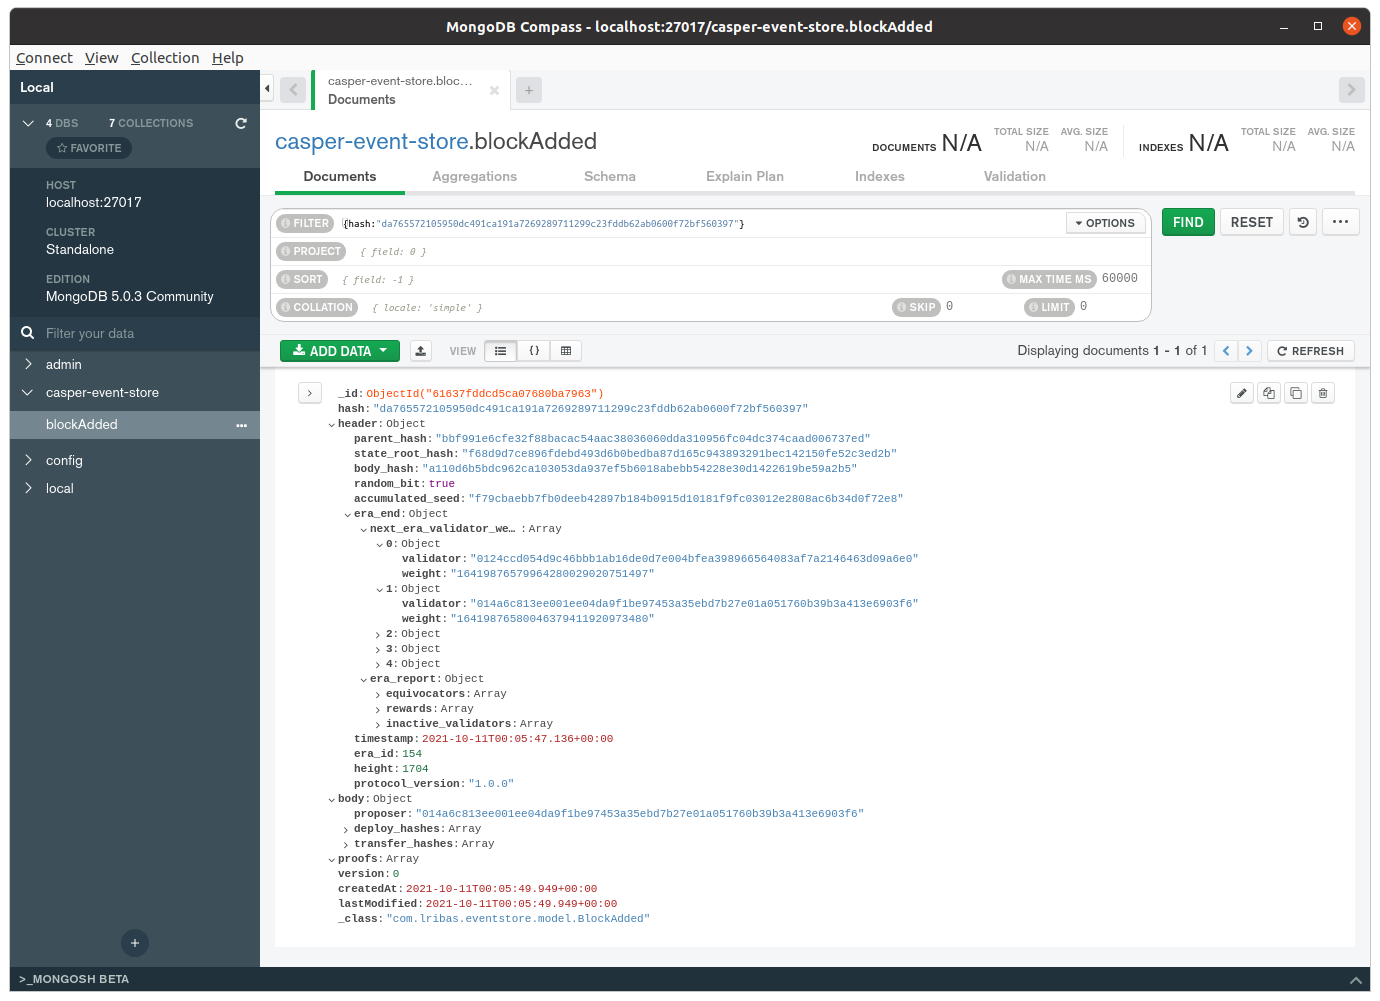 MongoDB Compass - localhost:27017/casper-event-store.blockAdded
Connect View Collection Help
Local
4 DBS 7 COLLECTIONS
FAVORITE
HOST
localhost:27017
CLUSTER
Standalone
EDITION
MongoDB 5.0.3 Community
Filter your data
admin
casper-event-store
blockAdded
config
local
casper-event-store.bloc…
Documents
casper-event-store.blockAdded
DOCUMENTS N/A TOTAL SIZE N/A AVG. SIZE N/A
INDEXES N/A TOTAL SIZE N/A AVG. SIZE N/A
Documents Aggregations Schema Explain Plan Indexes Validation
FILTER {hash:"da765572105950dc491ca191a7269289711299c23fddb62ab0600f72bf560397"} OPTIONS FIND RESET
PROJECT { field: 0 }
SORT { field: -1 } MAX TIME MS 60000
COLLATION { locale: 'simple' } SKIP 0 LIMIT 0
ADD DATA VIEW {} Displaying documents 1 - 1 of 1 REFRESH
_id: ObjectId("61637fddcd5ca07680ba7963")
hash: "da765572105950dc491ca191a7269289711299c23fddb62ab0600f72bf560397"
header: Object
parent_hash: "bbf991e6cfe32f88bacac54aac38036060dda310956fc04dc374caad006737ed"
state_root_hash: "f68d9d7ce896fdebd493d6b0bedba87d165c943893291bec142150fe52c3ed2b"
body_hash: "a110d6b5bdc962ca103053da937ef5b6018abebb54228e30d1422619be59a2b5"
random_bit: true
accumulated_seed: "f79cbaebb7fb0deeb42897b184b0915d10181f9fc03012e2808ac6b34d0f72e8"
era_end: Object
next_era_validator_we… : Array
0: Object
validator: "0124ccd054d9c46bbb1ab16de0d7e004bfea398966564083af7a2146463d09a6e0"
weight: "16419876579964280029020751497"
1: Object
validator: "014a6c813ee001ee04da9f1be97453a35ebd7b27e01a051760b39b3a413e6903f6"
weight: "16419876580046379411920973480"
2: Object
3: Object
4: Object
era_report: Object
equivocators: Array
rewards: Array
inactive_validators: Array
timestamp: 2021-10-11T00:05:47.136+00:00
era_id: 154
height: 1704
protocol_version: "1.0.0"
body: Object
proposer: "014a6c813ee001ee04da9f1be97453a35ebd7b27e01a051760b39b3a413e6903f6"
deploy_hashes: Array
transfer_hashes: Array
proofs: Array
version: 0
createdAt: 2021-10-11T00:05:49.949+00:00
lastModified: 2021-10-11T00:05:49.949+00:00
_class: "com.lribas.eventstore.model.BlockAdded"
>_MONGOSH BETA